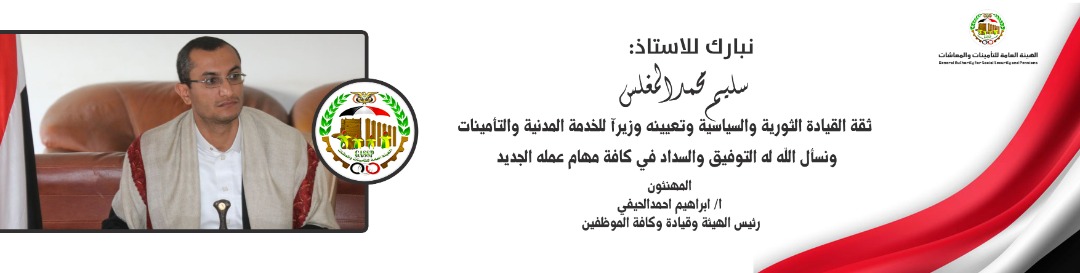 الهيئة العامة للتأمينات والمعاشات
General Authority for Social Security and Pensions
نبارك للاستاذ:
سليم محمد المغلس
ثقة القيادة الثورية والسياسية وتعيينه وزيرآ للخدمة المدنية والتأمينات
ونسأل الله له التوفيق والسداد في كافة مهام عمله الجديد
المهنئون
ا/ ابراهيم احمدالحيفي
رئيس الهيئة وقيادة وكافة الموظفين
GASSP